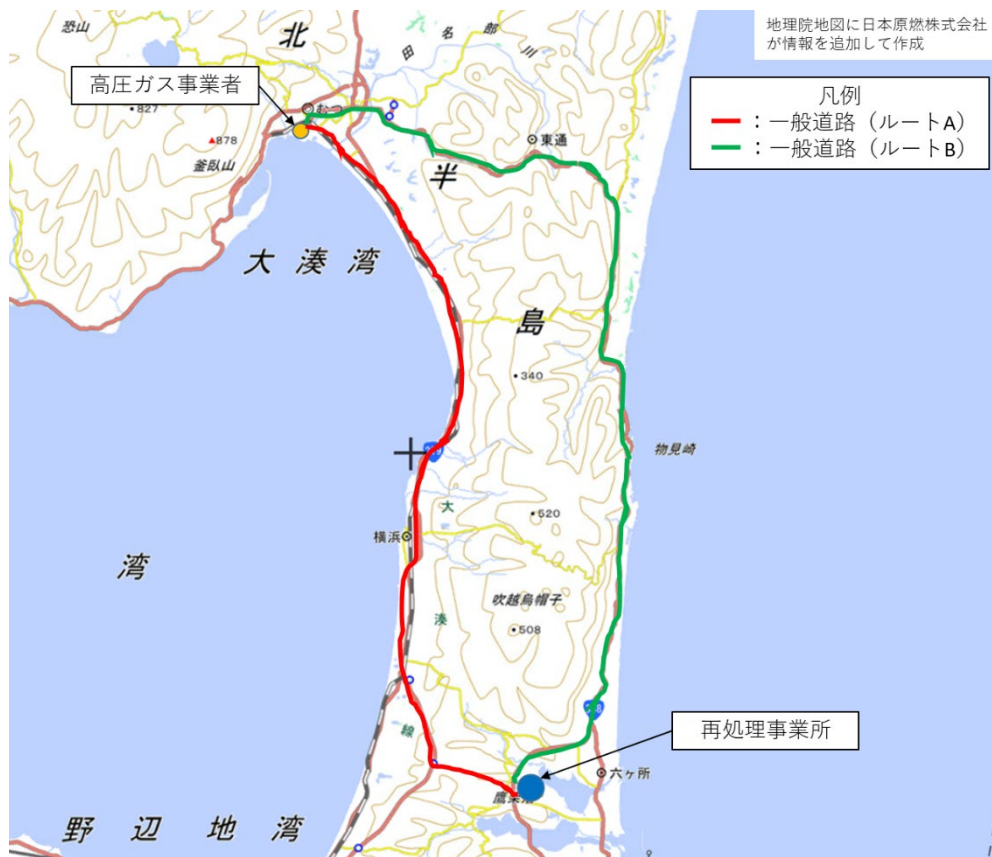 地理院地図に日本原燃株式会社
が情報を追加して作成
恐山
北
田名部川
高圧ガス事業者
凡例
：一般道路（ルートA）
：一般道路（ルートB）
・827
むつ
878
東通
釜臥山
半
大湊湾
島
・340
物見崎
大
・520
横浜
湾
吹越烏帽子
湊
・508
線
再処理事業所
六ヶ所
野辺地湾